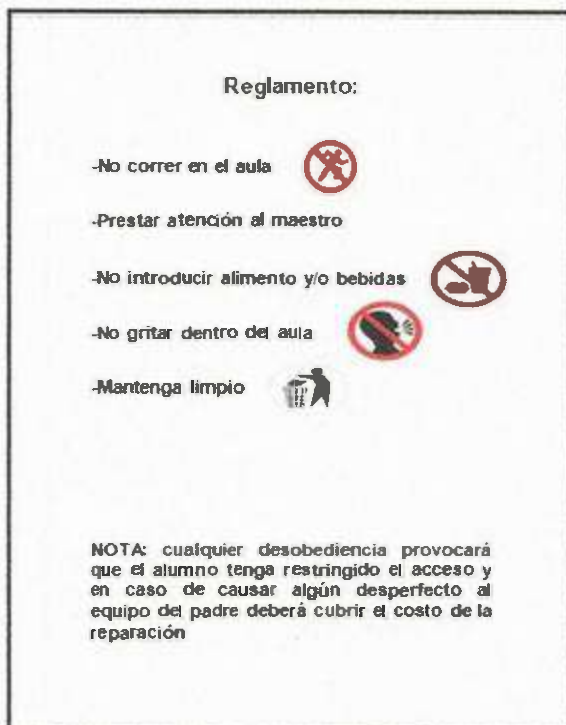 Reglamento:
-No correr en el aula
-Prestar atención al maestro
-No introducir alimento y/o bebidas
-No gritar dentro del aula
-Mantenga limpio
NOTA: cualquier desobediencia provocará
que el alumno tenga restringido el acceso y
en caso de causar algún desperfecto al
equipo del padre deberá cubrir el costo de la
reparación